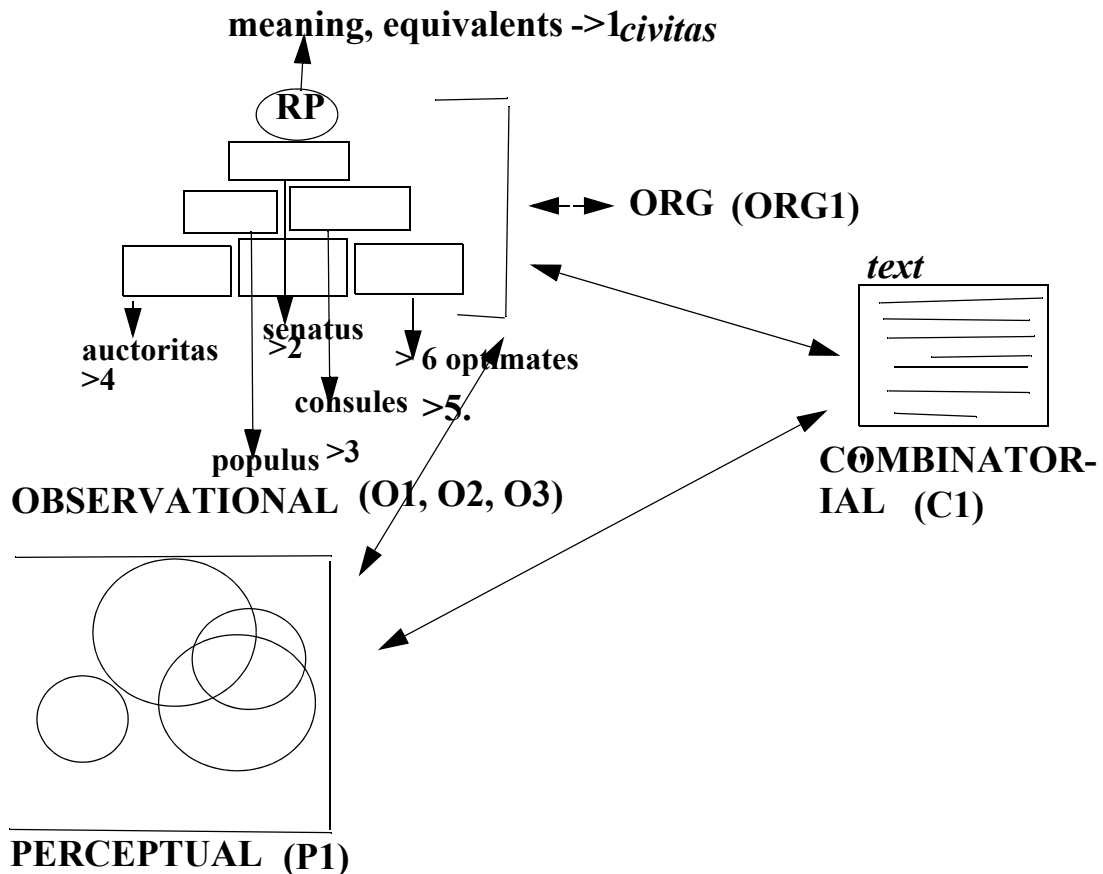 meaning, equivalents ->1civitas
RP
ORG (ORG1)
text
senatus
>2
auctoritas
>4
> 6 optimates
consules >5.
populus >3
OBSERVATIONAL (O1, O2, O3)
COMBINATOR-
IAL (C1)
PERCEPTUAL (P1)